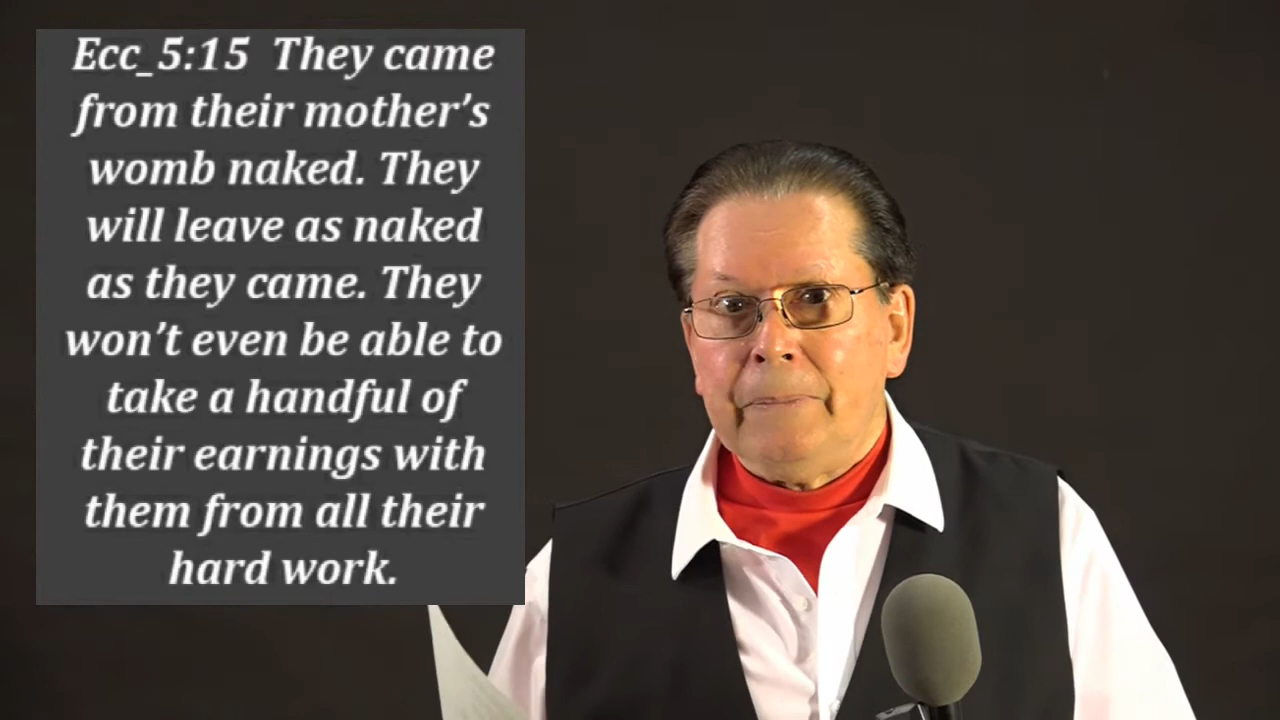 Ecc_5:15  They came
from their mother’s
womb naked. They
will leave as naked
as they came. They
won’t even be able to
take a handful of
their earnings with
them from all their
hard work.